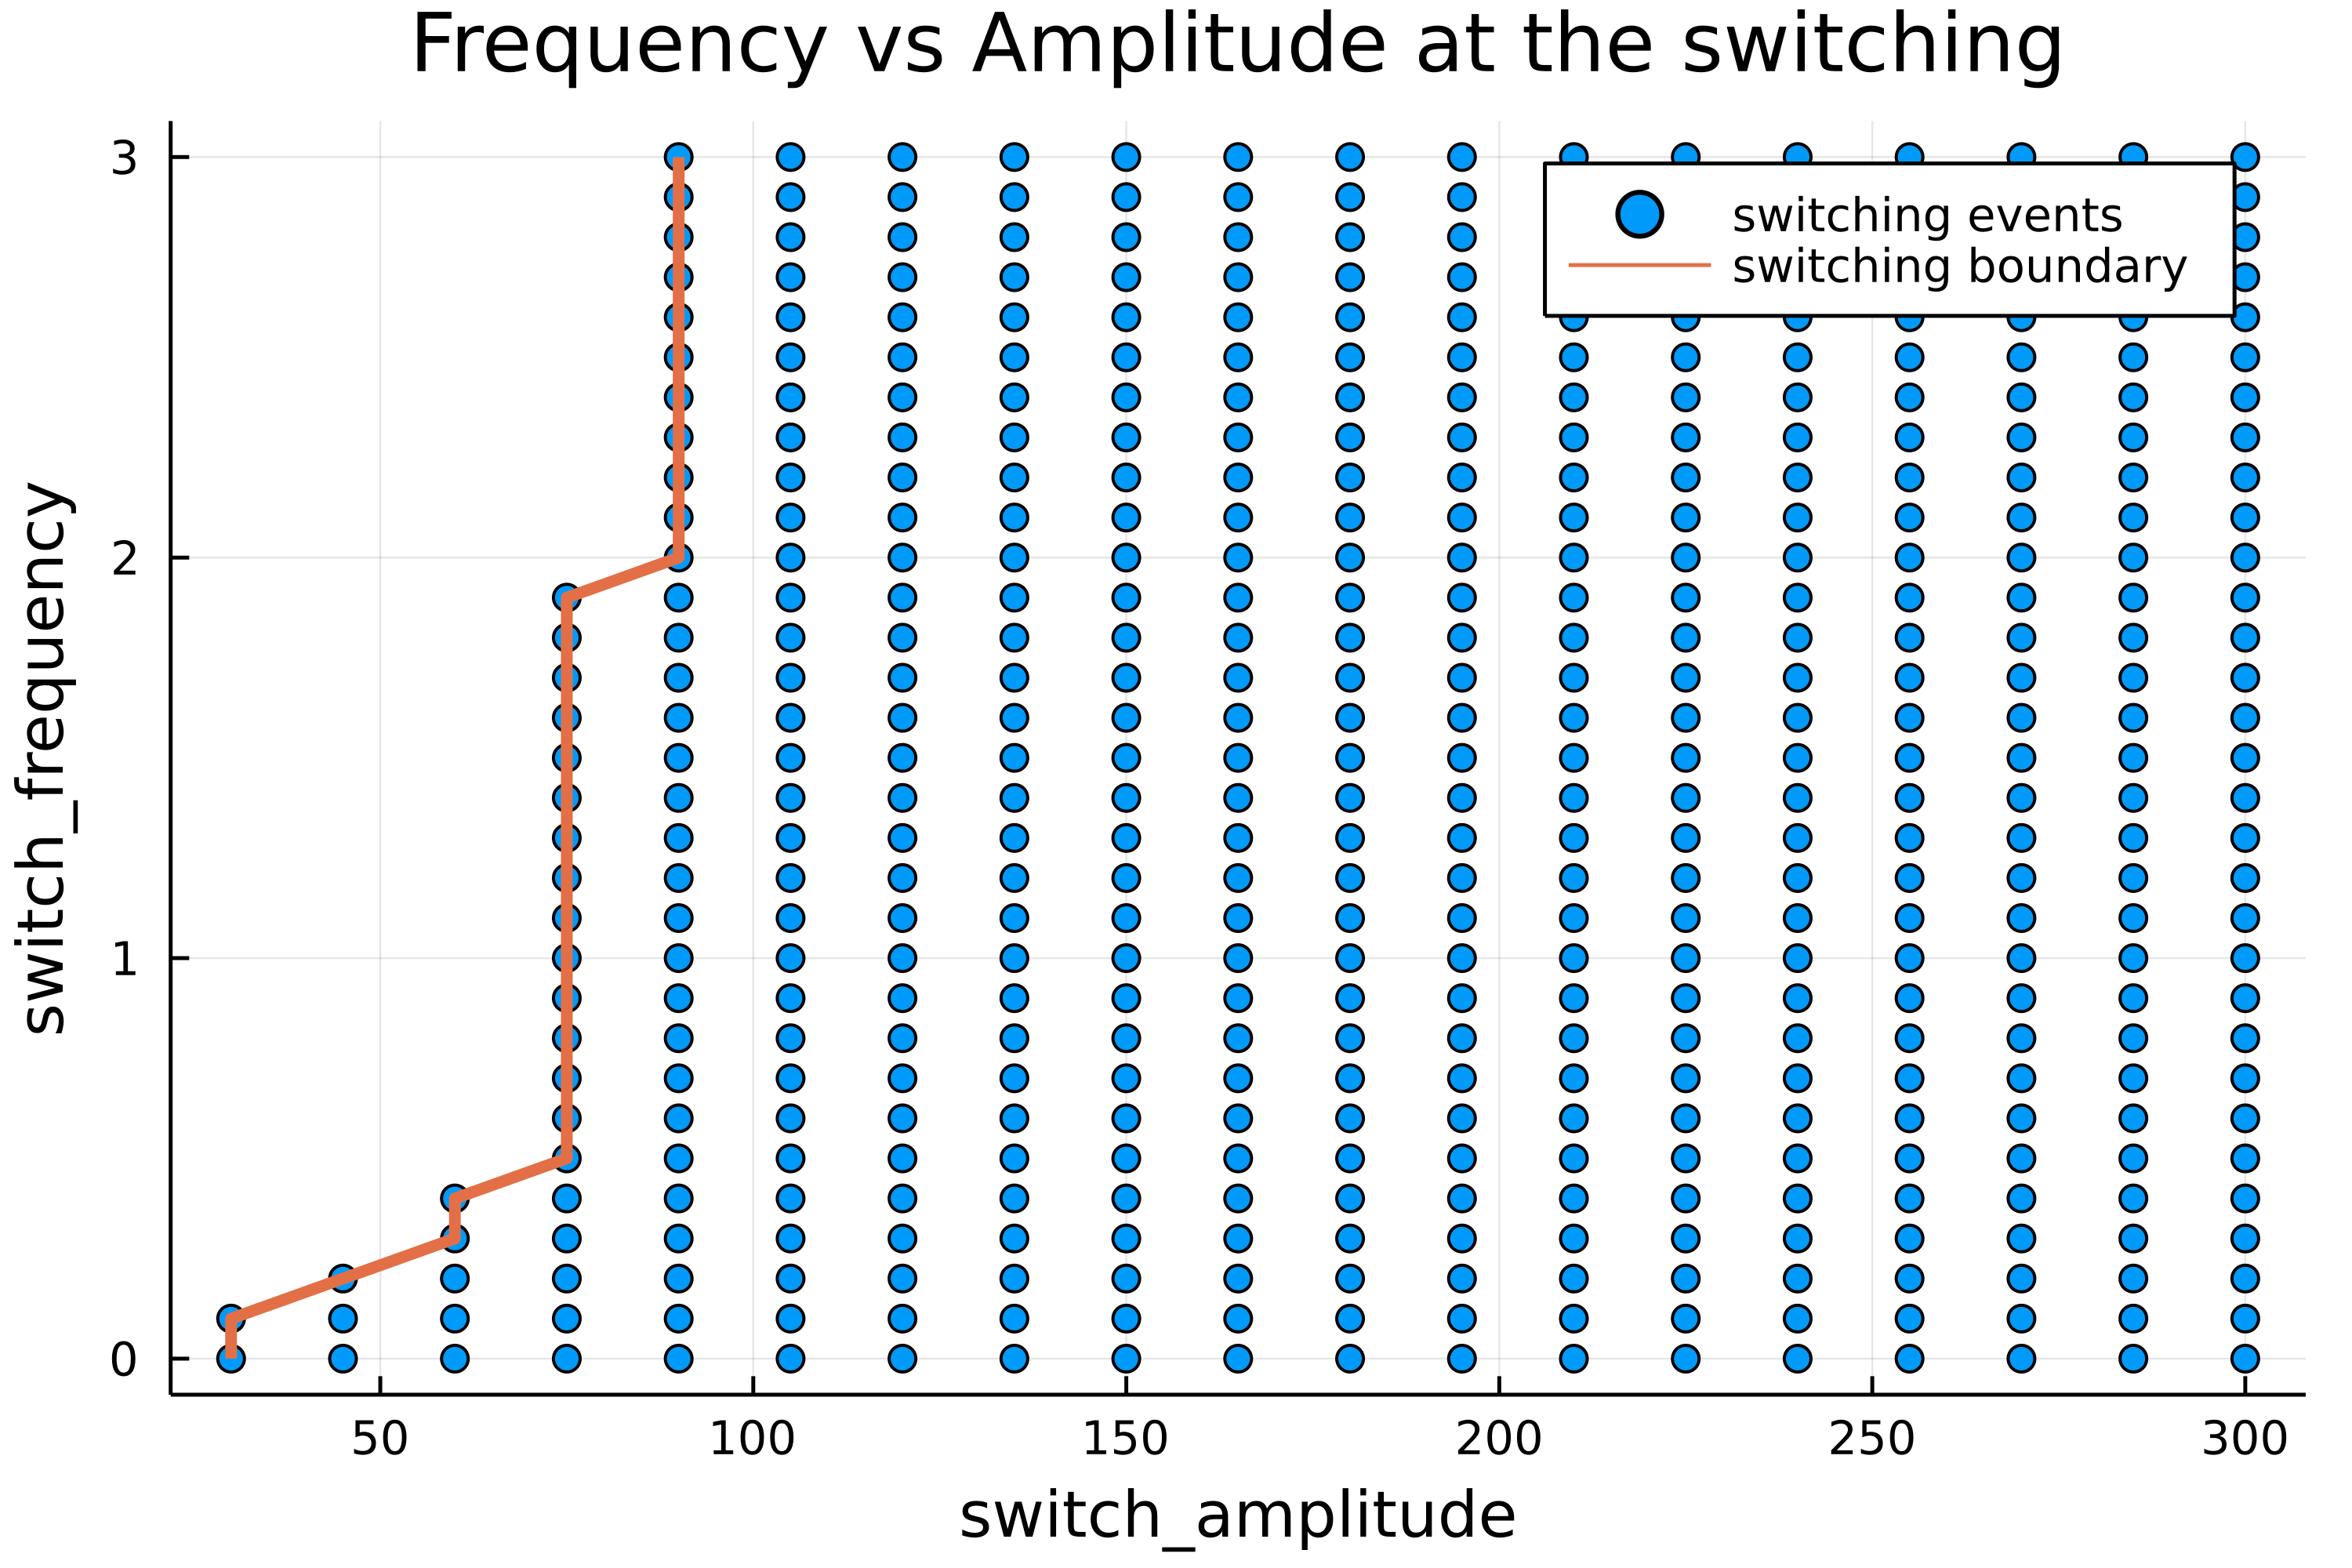 Frequency vs Amplitude at the switching
switching events
switching boundary
3
2
1
0
switch_frequency
50 100 150 200 250 300
switch_amplitude